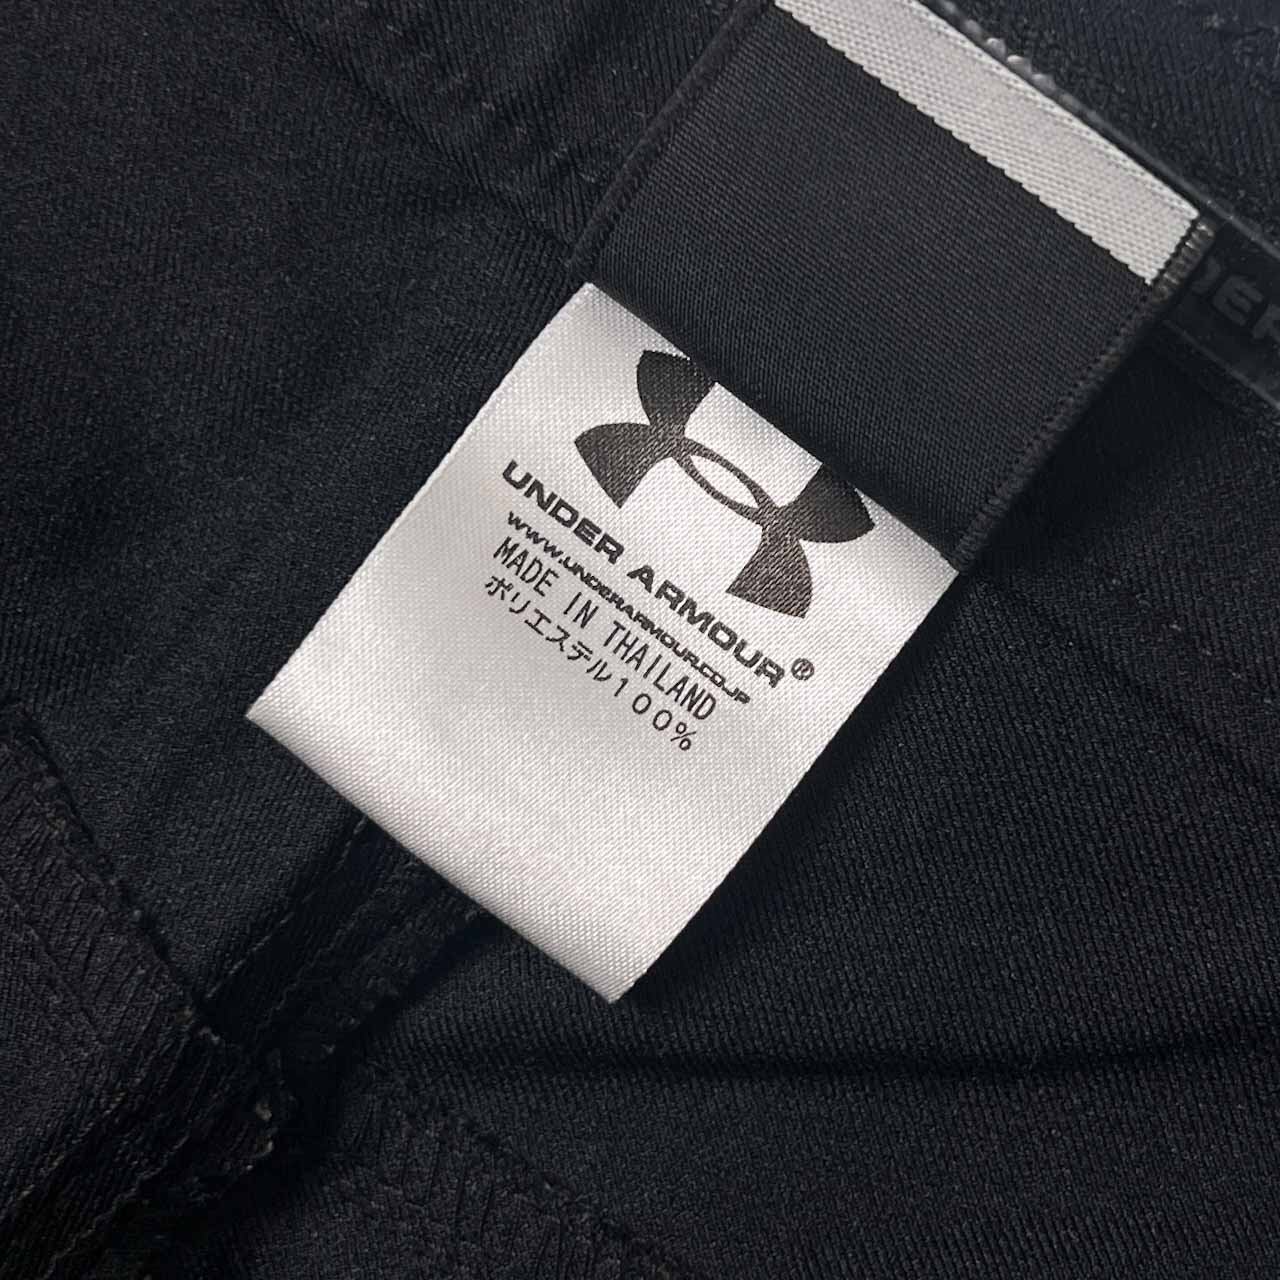 UNDER ARMOUR®
www.UNDERARMOUR.CO.JP
MADE IN THAILAND
ポリエステル100%